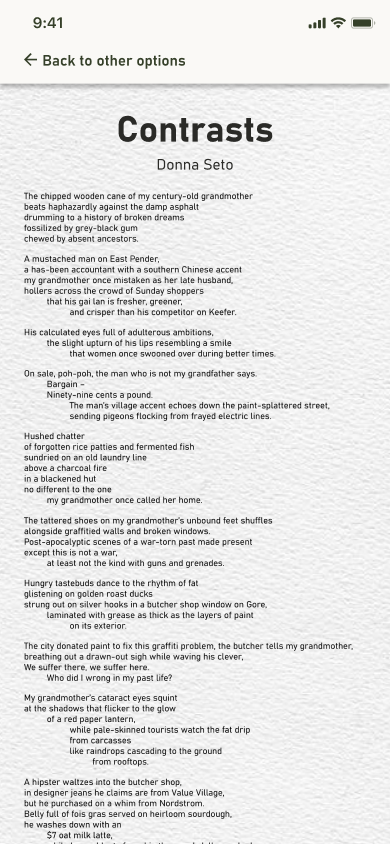 9:41
← Back to other options
Contrasts
Donna Seto
The chipped wooden cane of my century-old grandmother
beats haphazardly against the damp asphalt
drumming to a history of broken dreams
fossilized by grey-black gum
chewed by absent ancestors.
A mustached man on East Pender,
a has-been accountant with a southern Chinese accent
my grandmother once mistaken as her late husband,
hollers across the crowd of Sunday shoppers
that his gai lan is fresher, greener,
and crisper than his competitor on Keefer.
His calculated eyes full of adulterous ambitions,
the slight upturn of his lips resembling a smile
that women once swooned over during better times.
On sale, poh-poh, the man who is not my grandfather says.
Bargain –
Ninety-nine cents a pound.
The man's village accent echoes down the paint-splattered street,
sending pigeons flocking from frayed electric lines.
Hushed chatter
of forgotten rice patties and fermented fish
sundried on an old laundry line
above a charcoal fire
in a blackened hut
no different to the one
my grandmother once called her home.
The tattered shoes on my grandmother's unbound feet shuffles
alongside graffitied walls and broken windows.
Post-apocalyptic scenes of a war-torn past made present
except this is not a war,
at least not the kind with guns and grenades.
Hungry tastebuds dance to the rhythm of fat
glistening on golden roast ducks
strung out on silver hooks in a butcher shop window on Gore,
laminated with grease as thick as the layers of paint
on its exterior.
The city donated paint to fix this graffiti problem, the butcher tells my grandmother,
breathing out a drawn-out sigh while waving his clever,
We suffer there, we suffer here.
Who did I wrong in my past life?
My grandmother's cataract eyes squint
at the shadows that flicker to the glow
of a red paper lantern,
while pale-skinned tourists watch the fat drip
from carcasses
like raindrops cascading to the ground
from rooftops.
A hipster waltzes into the butcher shop,
in designer jeans he claims are from Value Village,
but he purchased on a whim from Nordstrom.
Belly full of fois gras served on heirloom sourdough,
he washes down with an
$7 oat milk latte,